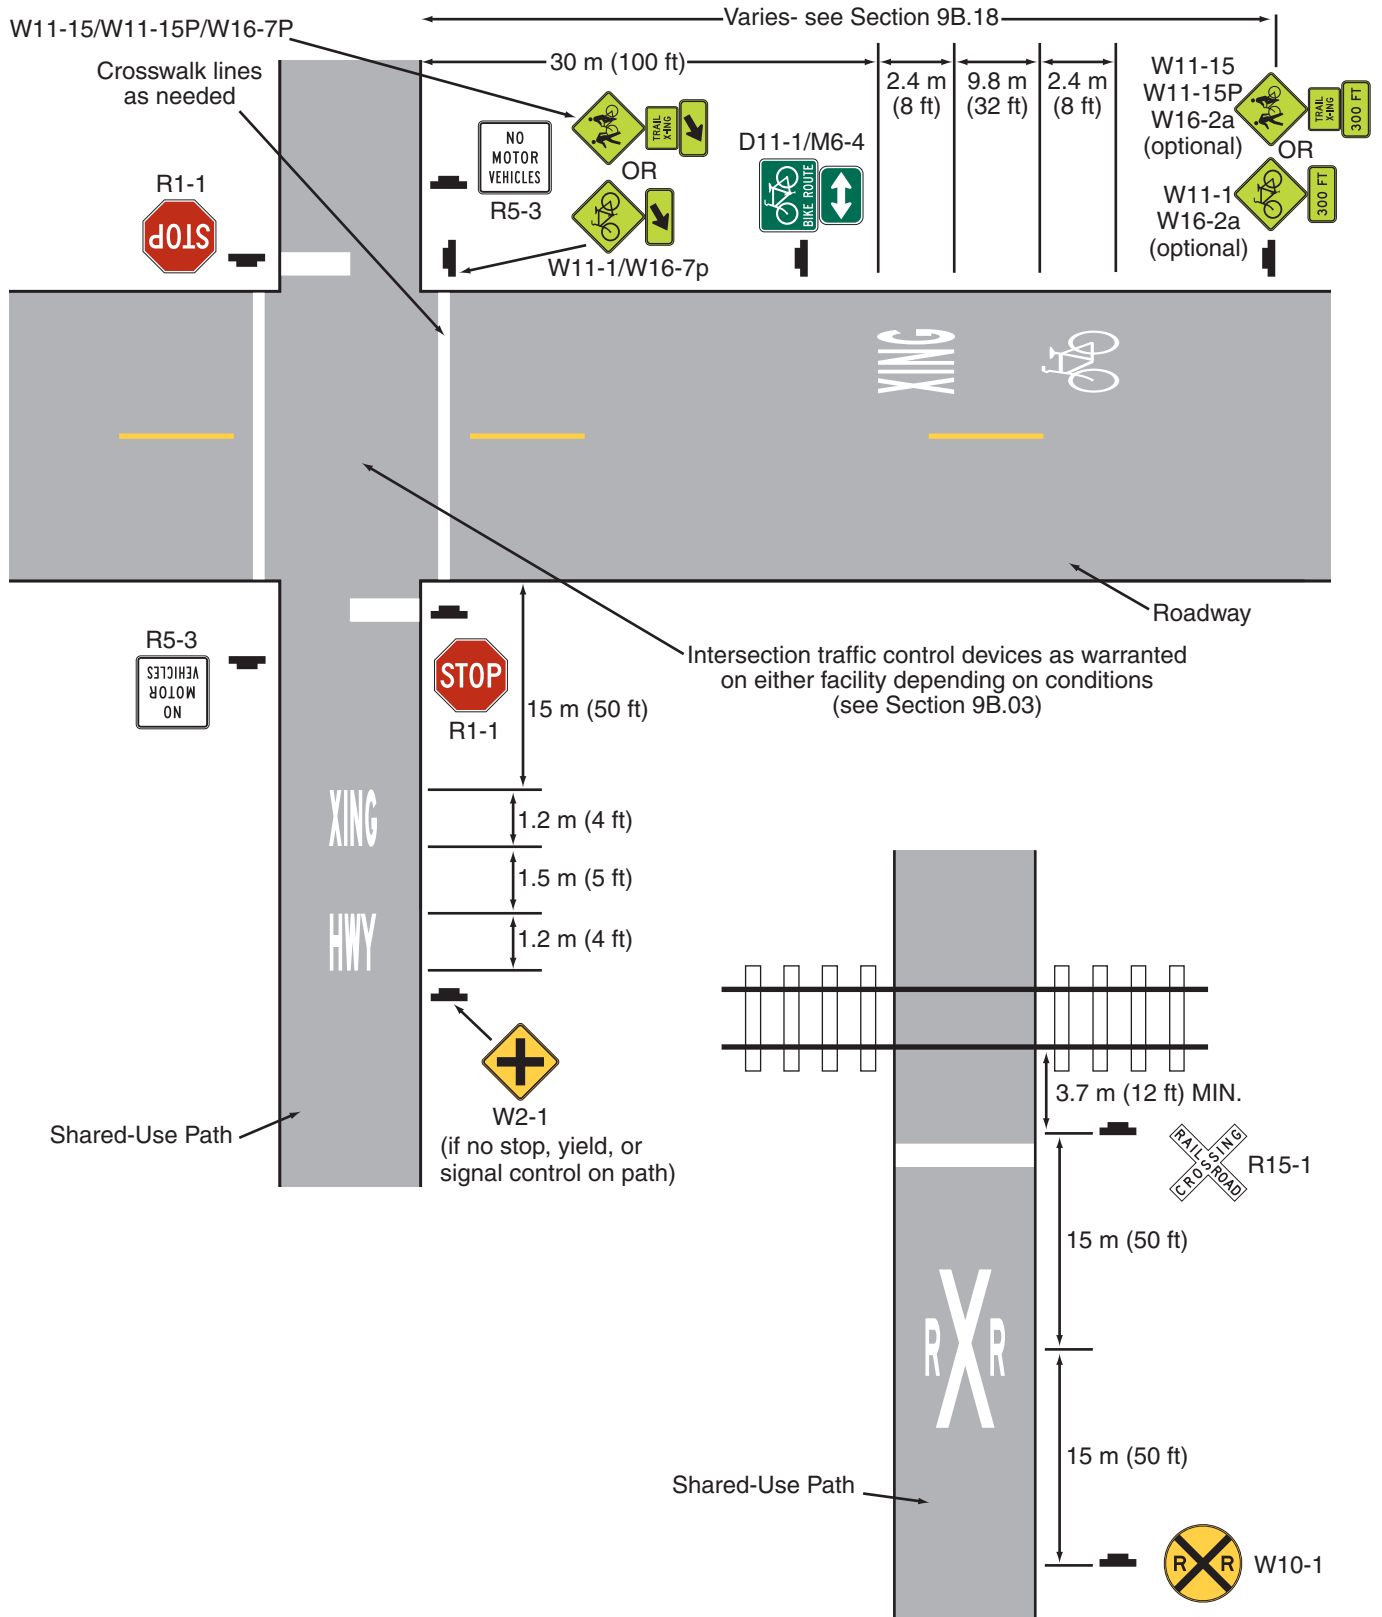 Varies- see Section 9B.18
W11-15/W11-15P/W16-7P
30 m (100 ft)
Crosswalk lines
as needed
2.4 m
(8 ft)
9.8 m
(32 ft)
2.4 m
(8 ft)
W11-15
W11-15P
W16-2a
(optional)
TRAIL
X-ING
300 FT
OR
W11-1
W16-2a
(optional)
300 FT
NO
MOTOR
VEHICLES
R5-3
TRAIL
X-ING
OR
W11-1/W16-7p
D11-1/M6-4
BIKE ROUTE
R1-1
STOP
XING
Roadway
R5-3
NO
MOTOR
VEHICLES
STOP
R1-1
15 m (50 ft)
Intersection traffic control devices as warranted
on either facility depending on conditions
(see Section 9B.03)
XING
1.2 m (4 ft)
1.5 m (5 ft)
HWY
1.2 m (4 ft)
W2-1
(if no stop, yield, or
signal control on path)
Shared-Use Path
3.7 m (12 ft) MIN.
RAILROAD
CROSSING
R15-1
15 m (50 ft)
R X R
15 m (50 ft)
Shared-Use Path
R R
W10-1